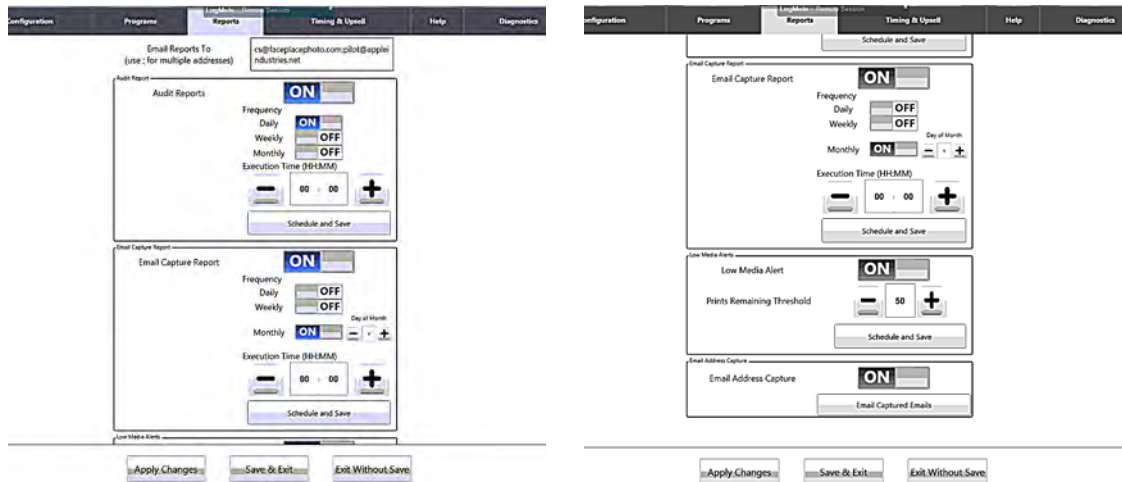 LogMeIn - Remote Session
Configuration Programs Reports Timing & Upsell Help Diagnostics
Email Reports To
(use ; for multiple addresses)
cs@faceplacephoto.com;pilot@applei
ndustries.net
Audit Report
Audit Reports ON
Frequency
Daily ON
Weekly OFF
Monthly OFF
Execution Time (HH:MM)
00 : 00
Schedule and Save
Email Capture Report
Email Capture Report ON
Frequency
Daily OFF
Weekly OFF
Day of Month
Monthly ON
Execution Time (HH:MM)
00 : 00
Schedule and Save
Low Media Alerts
Apply Changes Save & Exit Exit Without Save
LogMeIn - Remote Session
nfiguration Programs Reports Timing & Upsell Help Diagnostics
Schedule and Save
Email Capture Report
Email Capture Report ON
Frequency
Daily OFF
Weekly OFF
Day of Month
Monthly ON
Execution Time (HH:MM)
00 : 00
Schedule and Save
Low Media Alerts
Low Media Alert ON
Prints Remaining Threshold 50
Schedule and Save
Email Address Capture
Email Address Capture ON
Email Captured Emails
Apply Changes Save & Exit Exit Without Save